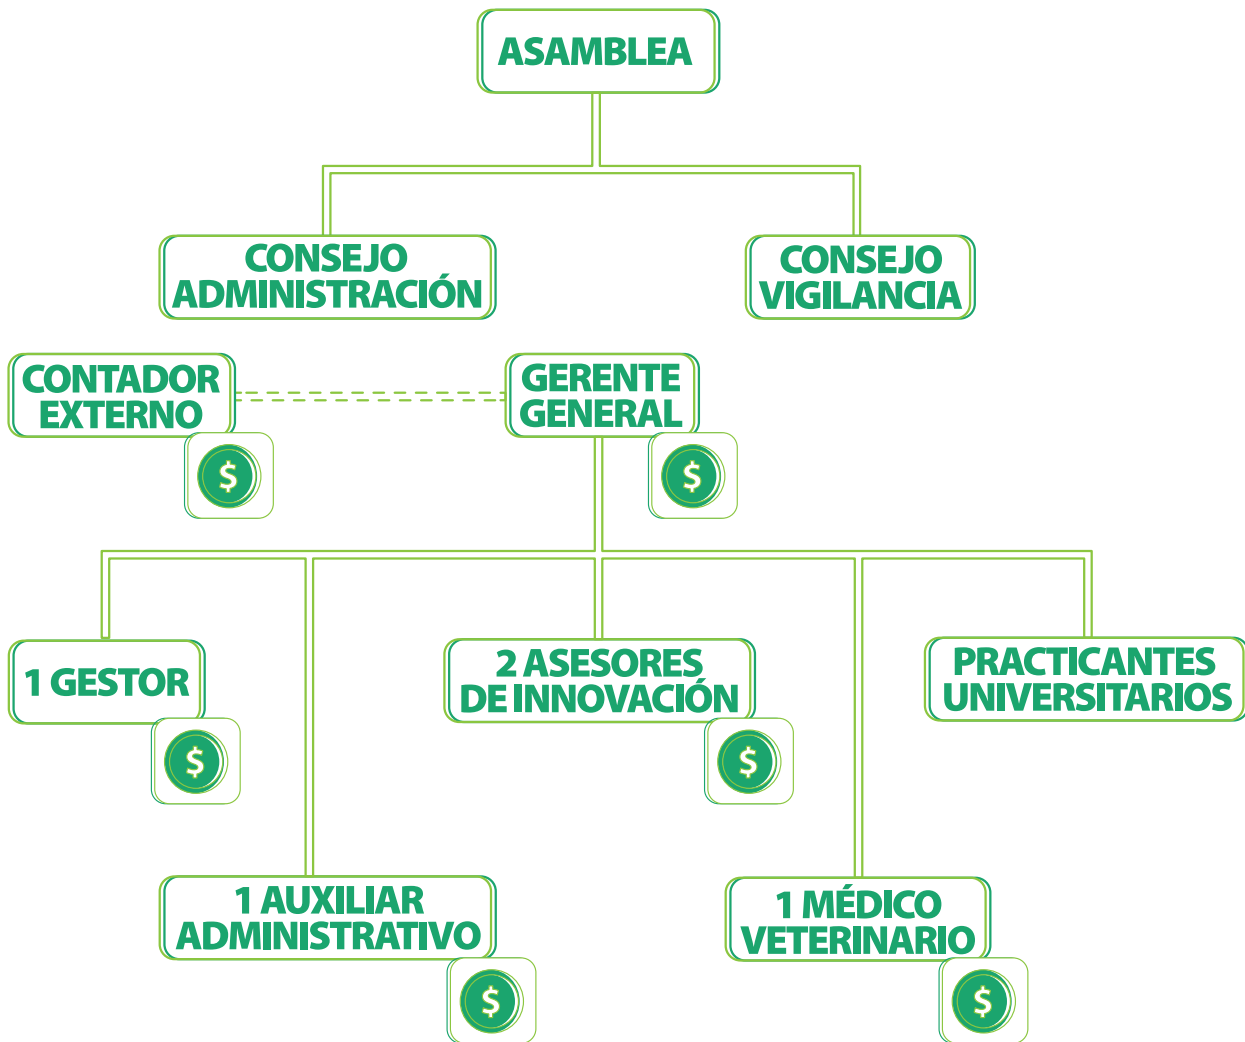 ASAMBLEA
CONSEJO
ADMINISTRACIÓN
CONSEJO
VIGILANCIA
CONTADOR
EXTERNO
$
GERENTE
GENERAL
$
1 GESTOR
$
2 ASESORES
DE INNOVACIÓN
$
PRACTICANTES
UNIVERSITARIOS
1 AUXILIAR
ADMINISTRATIVO
$
1 MÉDICO
VETERINARIO
$